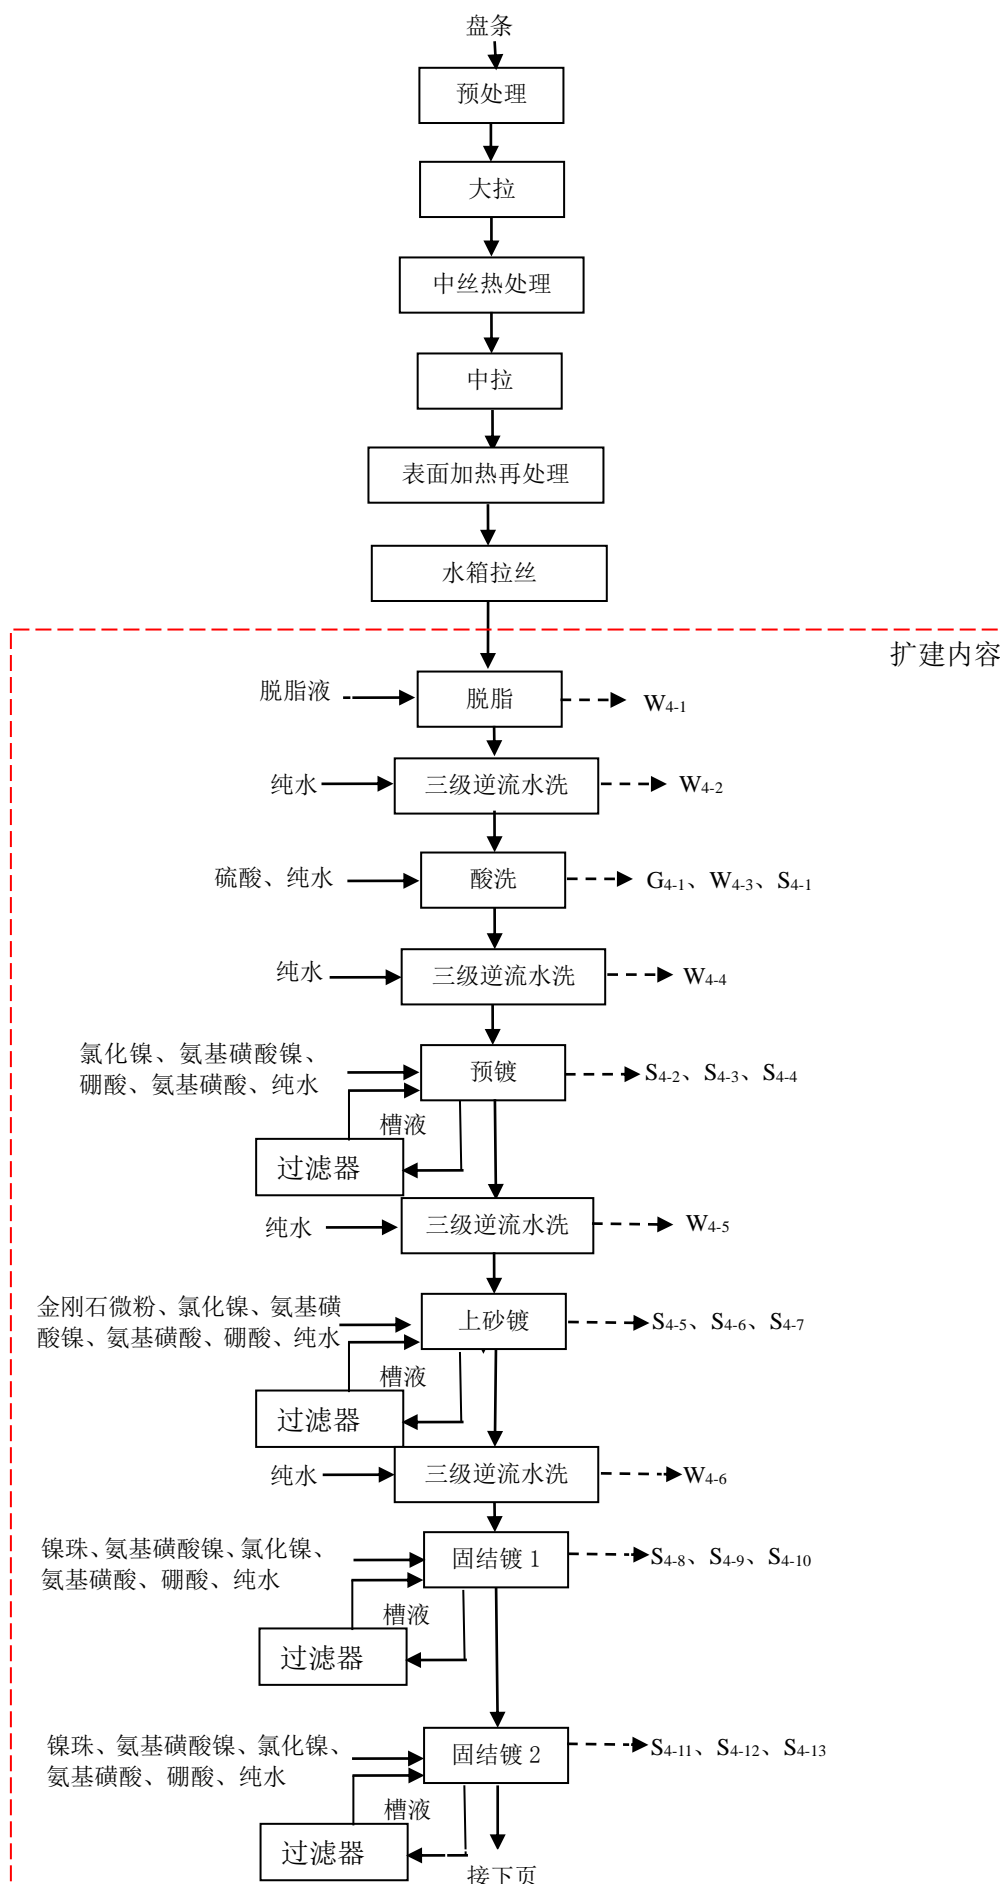 盘条
预处理
大拉
中丝热处理
中拉
表面加热再处理
水箱拉丝
扩建内容
脱脂液
脱脂
W4-1
纯水
三级逆流水洗
W4-2
硫酸、纯水
酸洗
G4-1、W4-3、S4-1
纯水
三级逆流水洗
W4-4
氯化镍、氨基磺酸镍、
硼酸、氨基磺酸、纯水
预镀
S4-2、S4-3、S4-4
槽液
过滤器
纯水
三级逆流水洗
W4-5
金刚石微粉、氯化镍、氨基磺
酸镍、氨基磺酸、硼酸、纯水
上砂镀
S4-5、S4-6、S4-7
槽液
过滤器
纯水
三级逆流水洗
W4-6
镍珠、氨基磺酸镍、氯化镍、
氨基磺酸、硼酸、纯水
固结镀 1
S4-8、S4-9、S4-10
槽液
过滤器
镍珠、氨基磺酸镍、氯化镍、
氨基磺酸、硼酸、纯水
固结镀 2
S4-11、S4-12、S4-13
槽液
过滤器
接下页